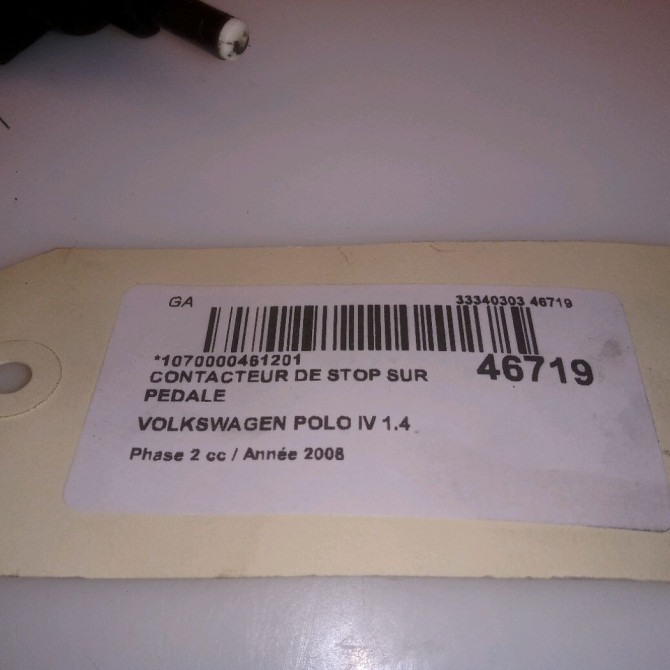 GA
33340303 46719
*1070000461201
46719
CONTACTEUR DE STOP SUR
PEDALE
VOLKSWAGEN POLO IV 1.4
Phase 2 cc / Année 2008